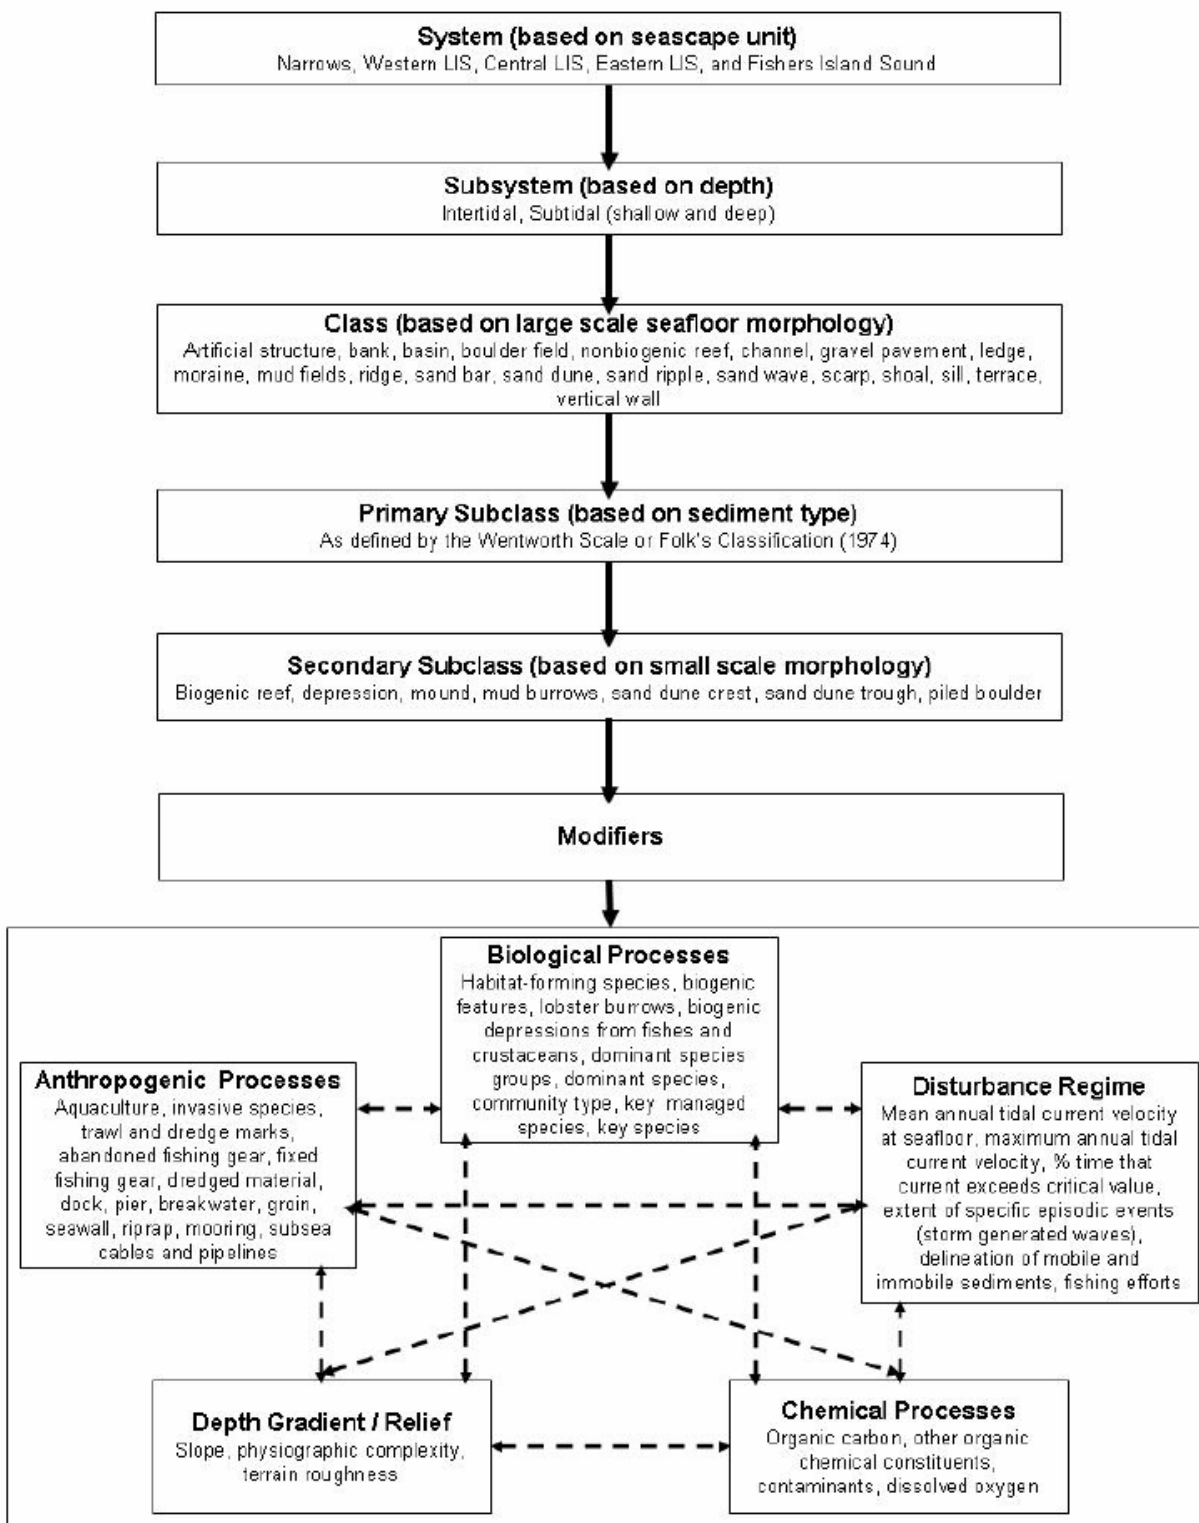 System (based on seascape unit)
Narrows, Western LIS, Central LIS, Eastern LIS, and Fishers Island Sound
Subsystem (based on depth)
Intertidal, Subtidal (shallow and deep)
Class (based on large scale seafloor morphology)
Artificial structure, bank, basin, boulder field, nonbiogenic reef, channel, gravel pavement, ledge,
moraine, mud fields, ridge, sand bar, sand dune, sand ripple, sand wave, scarp, shoal, sill, terrace,
vertical wall
Primary Subclass (based on sediment type)
As defined by the Wentworth Scale or Folk's Classification (1974)
Secondary Subclass (based on small scale morphology)
Biogenic reef, depression, mound, mud burrows, sand dune crest, sand dune trough, piled boulder
Modifiers
Biological Processes
Habitat-forming species, biogenic
features, lobster burrows, biogenic
depressions from fishes and
crustaceans, dominant species
groups, dominant species,
community type, key managed
species, key species
Anthropogenic Processes
Aquaculture, invasive species,
trawl and dredge marks,
abandoned fishing gear, fixed
fishing gear, dredged material,
dock, pier, breakwater, groin,
seawall, riprap, mooring, subsea
cables and pipelines
Disturbance Regime
Mean annual tidal current velocity
at seafloor, maximum annual tidal
current velocity, % time that
current exceeds critical value,
extent of specific episodic events
(storm generated waves),
delineation of mobile and
immobile sediments, fishing efforts
Depth Gradient / Relief
Slope, physiographic complexity,
terrain roughness
Chemical Processes
Organic carbon, other organic
chemical constituents,
contaminants, dissolved oxygen